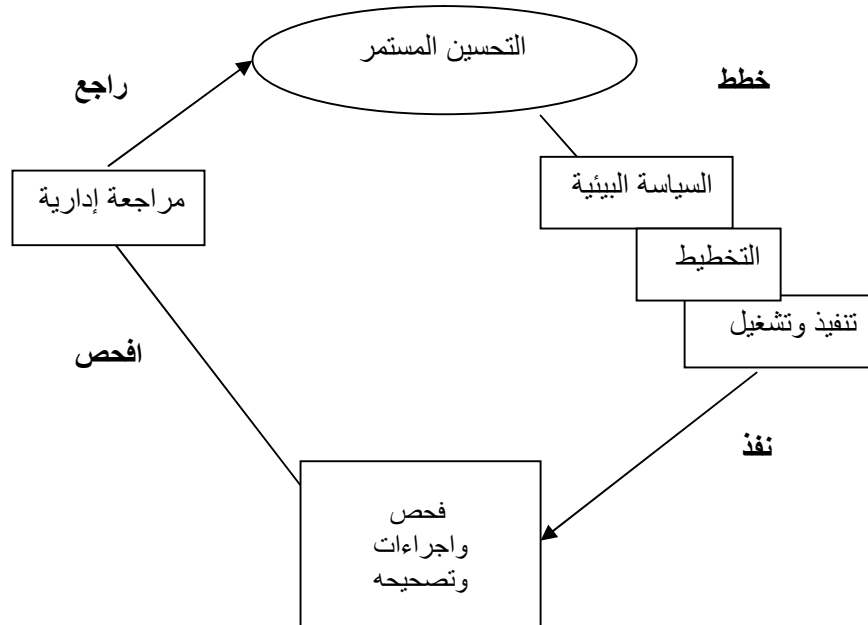 التحسين المستمر
خطط
راجع
السياسة البيئية
مراجعة إدارية
التخطيط
تنفيذ وتشغيل
افحص
نفذ
فحص
واجراءات
وتصحيحه